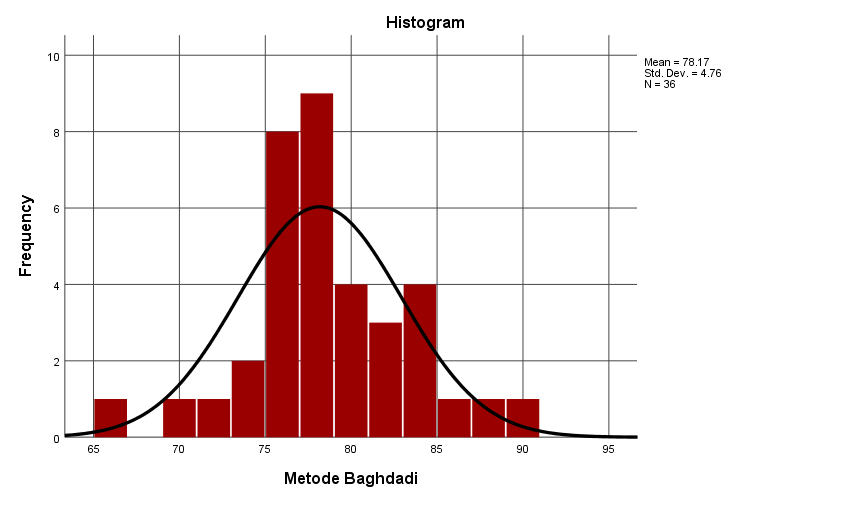 Histogram
Mean = 78.17
Std. Dev. = 4.76
N = 36
Frequency
10
8
6
4
2
0
65 70 75 80 85 90 95
Metode Baghdadi